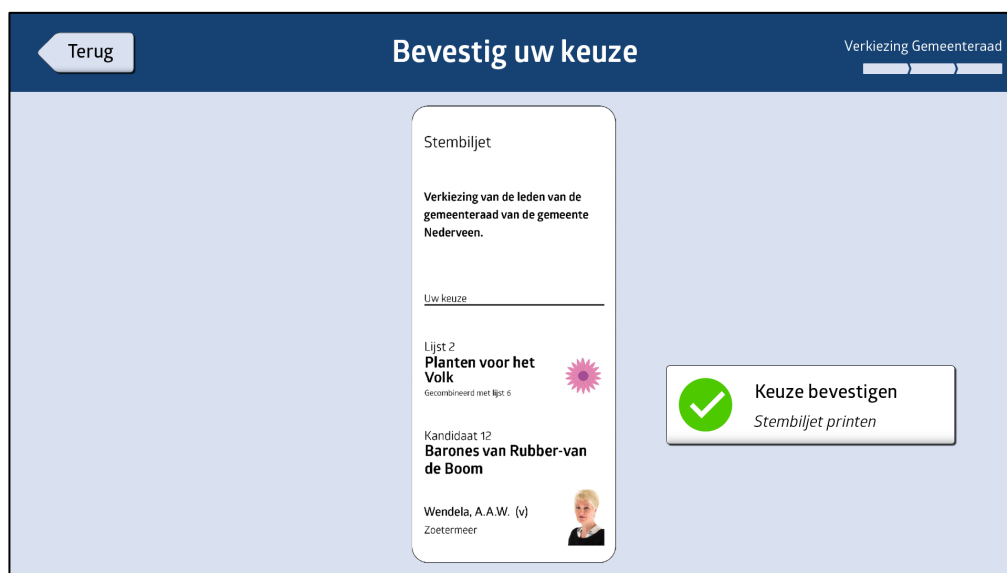 Terug
Bevestig uw keuze
Verkiezing Gemeenteraad
Stembiljet
Verkiezing van de leden van de
gemeenteraad van de gemeente
Nederveen.
Uw keuze
Lijst 2
Planten voor het
Volk
Gecombineerd met lijst 6
Kandidaat 12
Barones van Rubber-van
de Boom
Wendela, A.A.W. (v)
Zoetermeer
Keuze bevestigen
Stembiljet printen